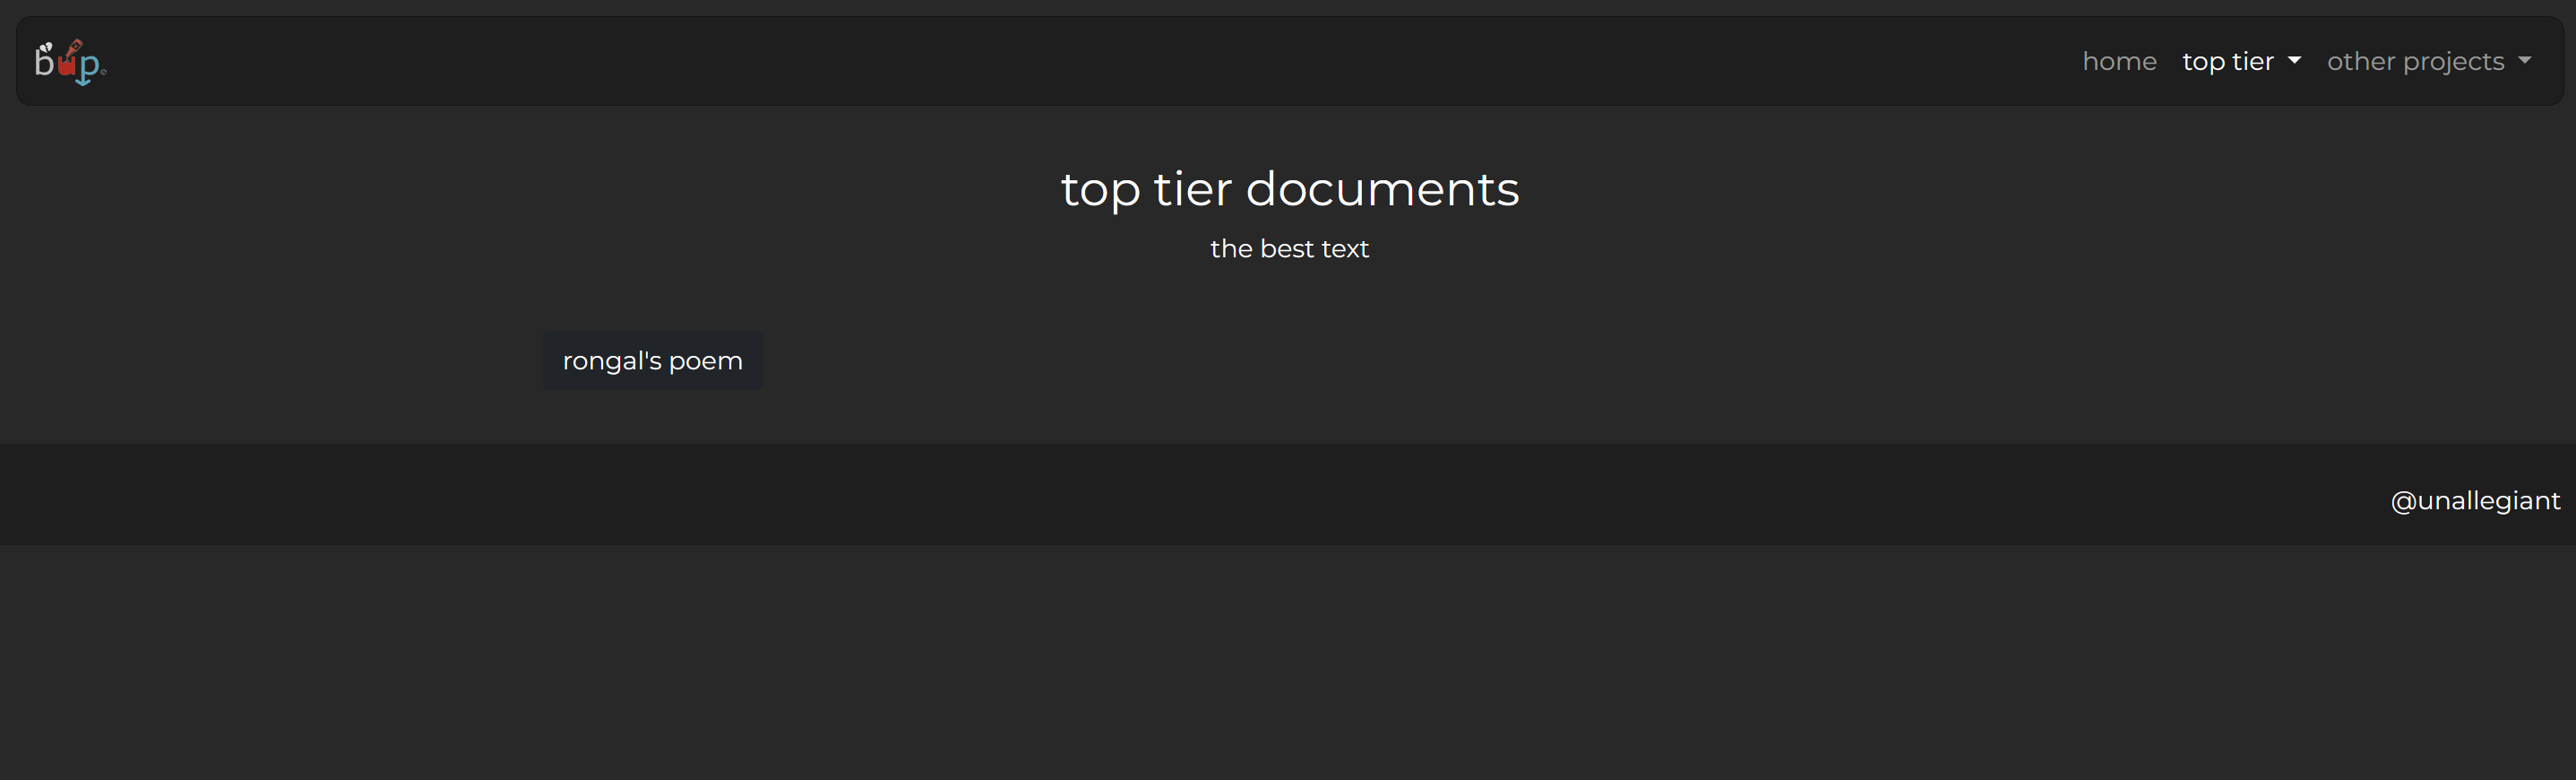 bup
home top tier other projects
top tier documents
the best text
rongal's poem
@unallegiant